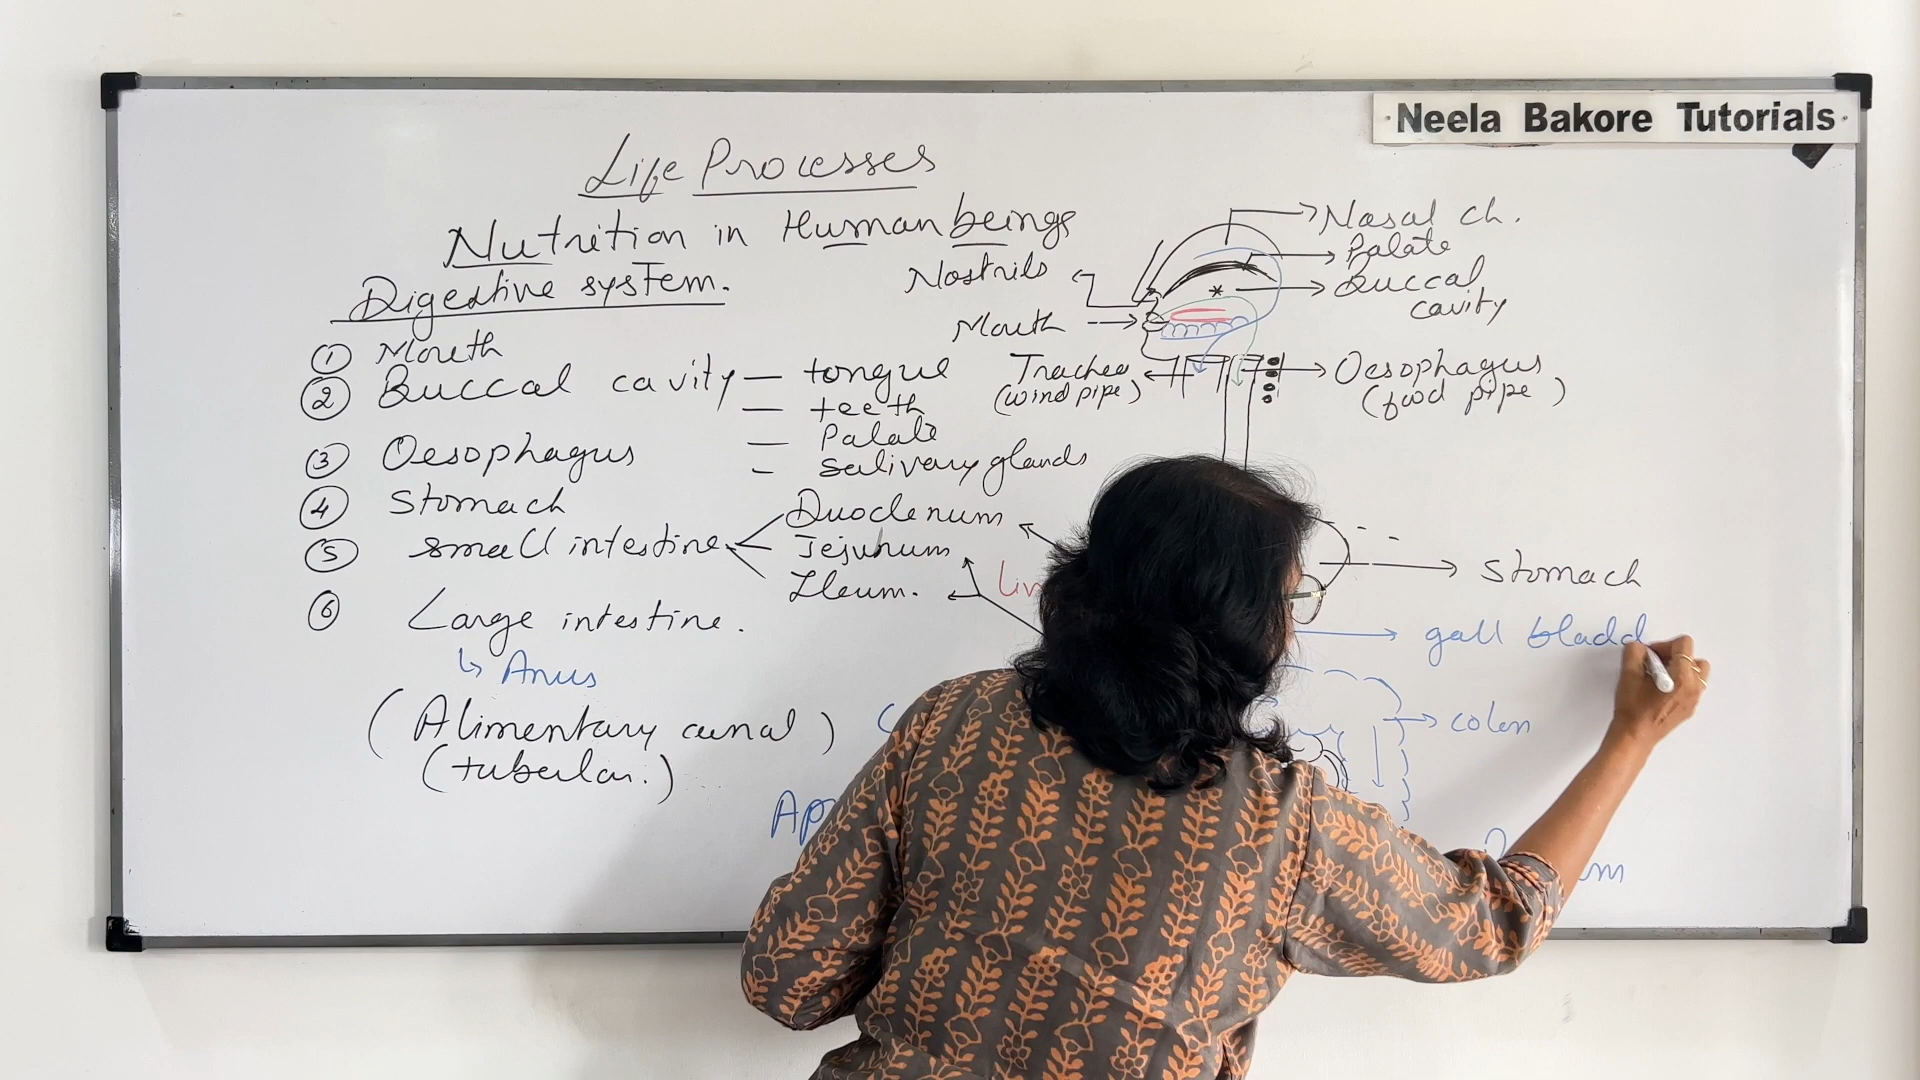 Neela Bakore Tutorials
Life Processes
Nutrition in Human beings
Digestive system.
① Mouth
② Buccal cavity — tongue
— teeth
— Palate
– salivary glands
③ Oesophagus
④ Stomach
⑤ small intestine
Duodenum
Jejunum
Ileum.
⑥ Large intestine.
↳ Anus
(Alimentary canal)
(tubular.)
Nasal ch.
Palate
Buccal
cavity
Nostrils
Mouth
Trachea
(wind pipe)
Oesophagus
(food pipe)
stomach
gall bladd
colon